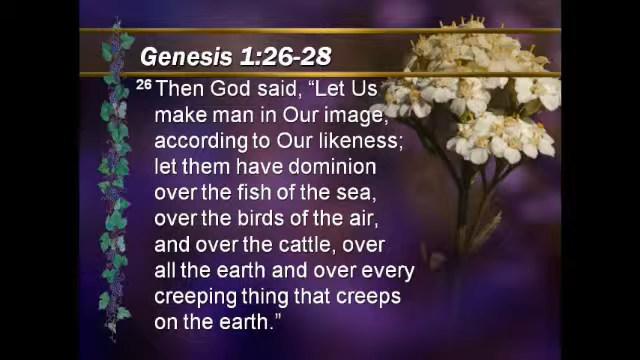 Genesis 1:26-28
26 Then God said, “Let Us
make man in Our image,
according to Our likeness;
let them have dominion
over the fish of the sea,
over the birds of the air,
and over the cattle, over
all the earth and over every
creeping thing that creeps
on the earth.”